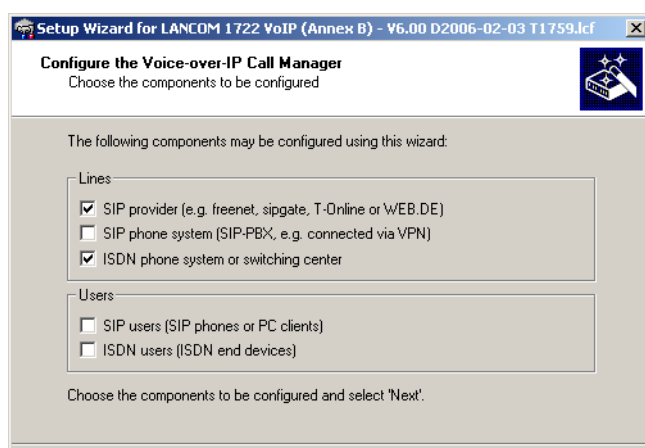 Setup Wizard for LANCOM 1722 VoIP (Annex B) - V6.00 D2006-02-03 T1759.lcf
Configure the Voice-over-IP Call Manager
Choose the components to be configured
The following components may be configured using this wizard:
Lines
SIP provider (e.g. freenet, sipgate, T-Online or WEB.DE)
SIP phone system (SIP-PBX, e.g. connected via VPN)
ISDN phone system or switching center
Users
SIP users (SIP phones or PC clients)
ISDN users (ISDN end devices)
Choose the components to be configured and select 'Next'.